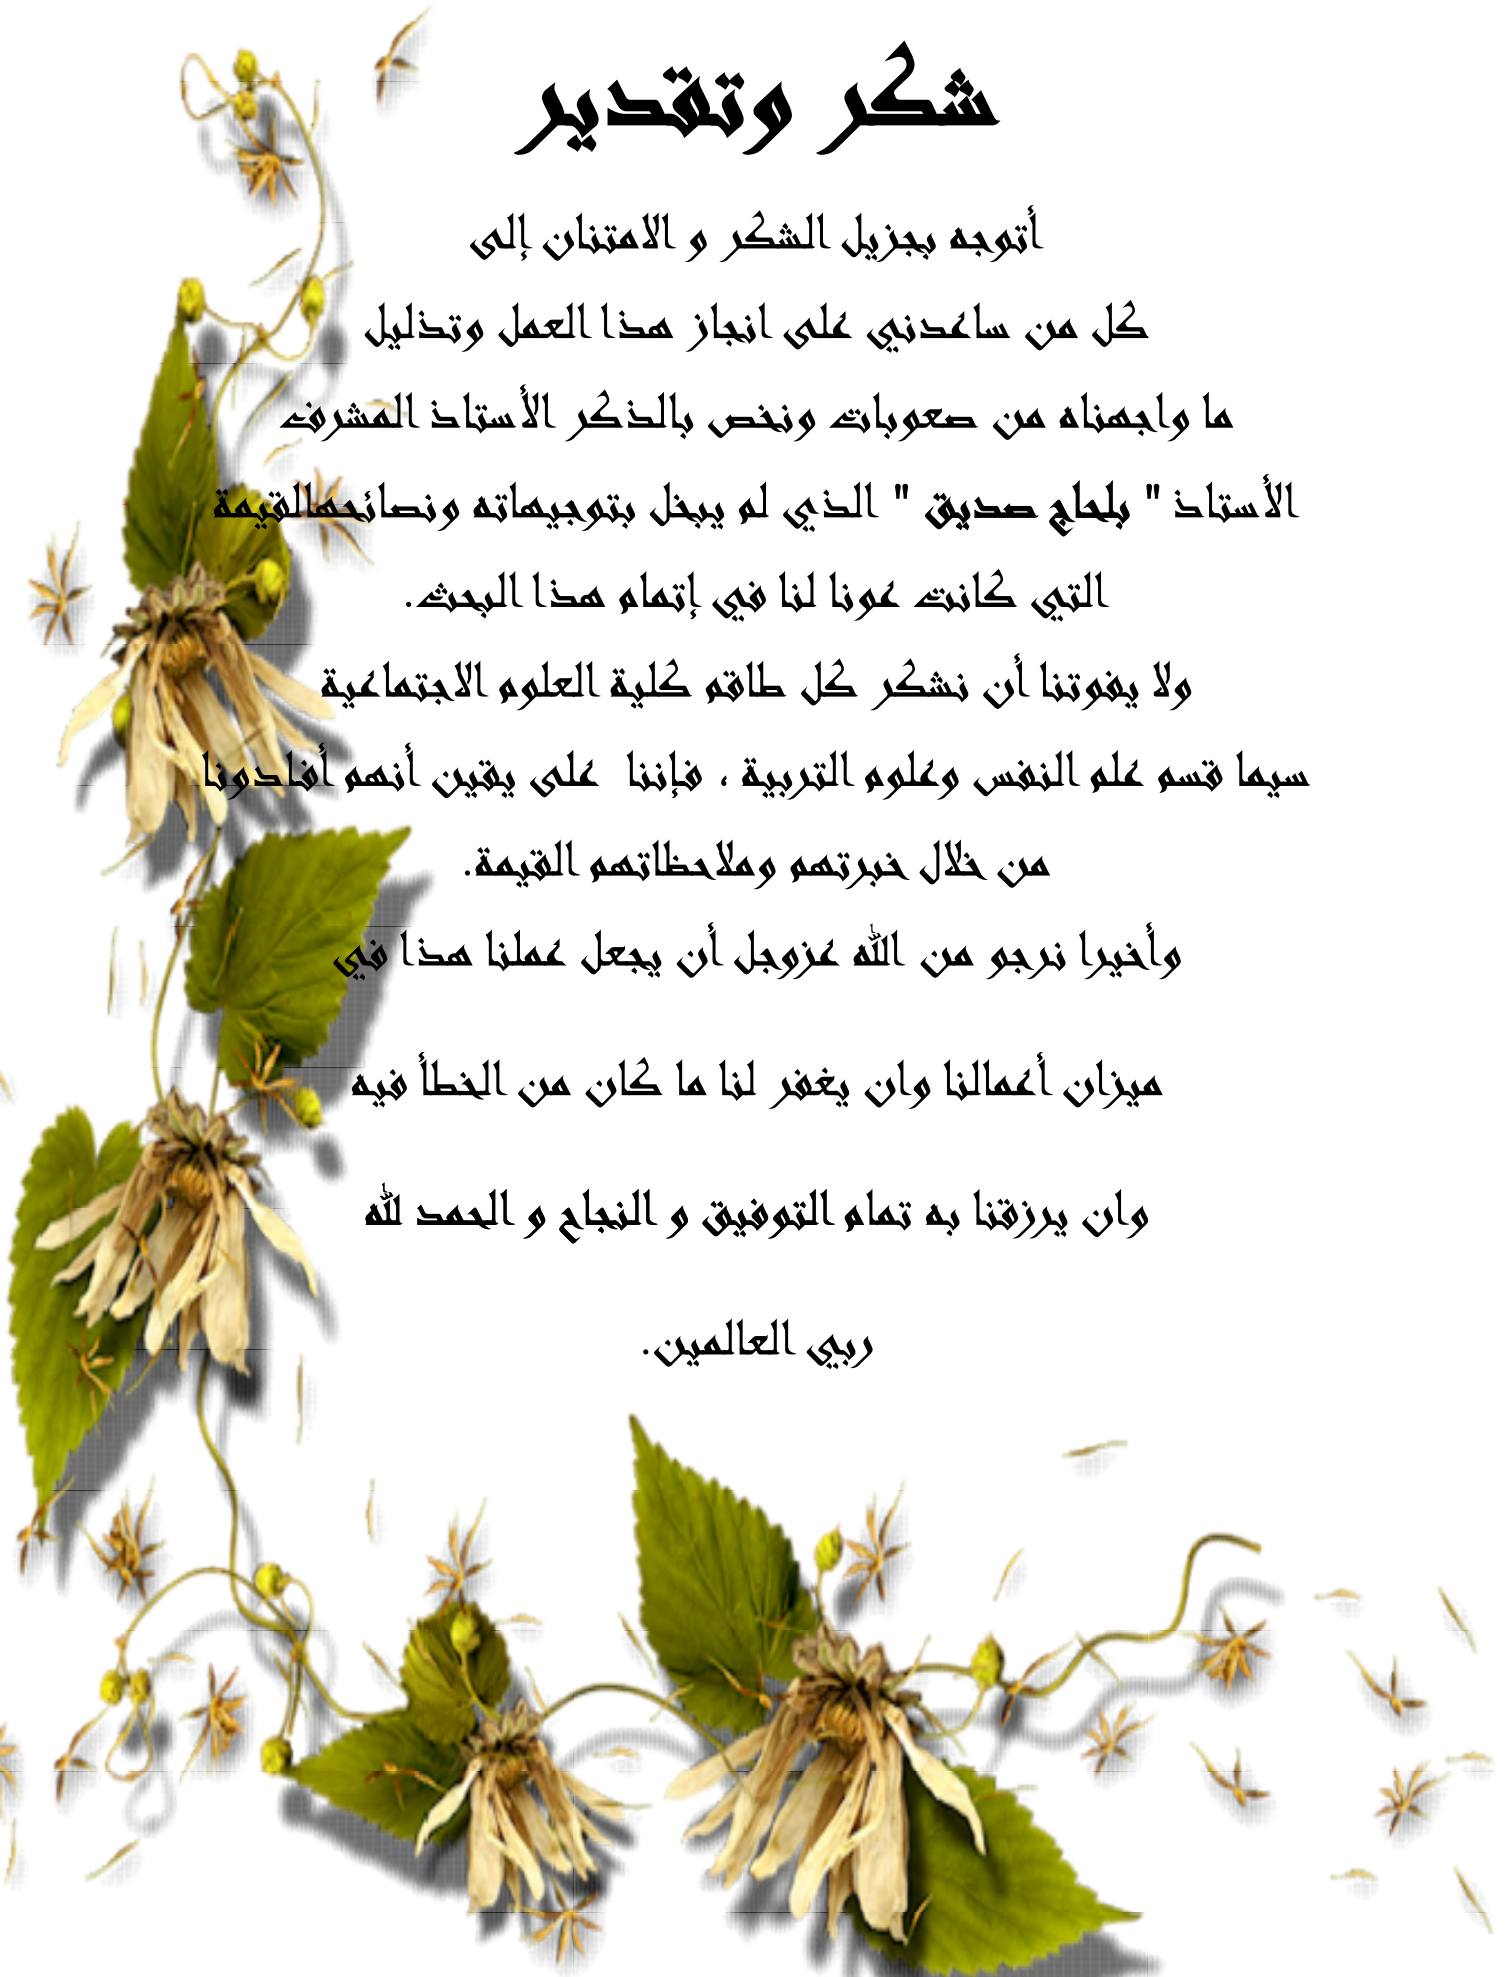 شكر وتقدير
أتوجه بجزيل الشكر و الامتنان إلى
كل من ساعدني على انجاز هذا العمل وتذليل
ما واجهناه من صعوبات ونخص بالذكر الأستاذ المشرف
الأستاذ " بلحاج صديق " الذي لم يبخل بتوجيهاته ونصائحهالقيمة
التي كانت عونا لنا في إتمام هذا البحث.
ولا يفوتنا أن نشكر كل طاقم كلية العلوم الاجتماعية
سيما قسم علم النفس وعلوم التربية ، فإننا على يقين أنهم أفادونا
من خلال خبرتهم وملاحظاتهم القيمة.
وأخيرا نرجو من الله عزوجل أن يجعل عملنا هذا في
ميزان أعمالنا وان يغفر لنا ما كان من الخطأ فيه
وان يرزقنا به تمام التوفيق و النجاح و الحمد لله
ربي العالمين.